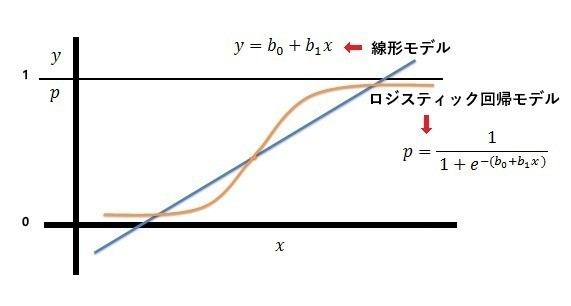 y = b₀ + b₁x
線形モデル
y
1
p
ロジスティック回帰モデル
p = 1 / (1 + e^−(b₀+b₁x))
0
x